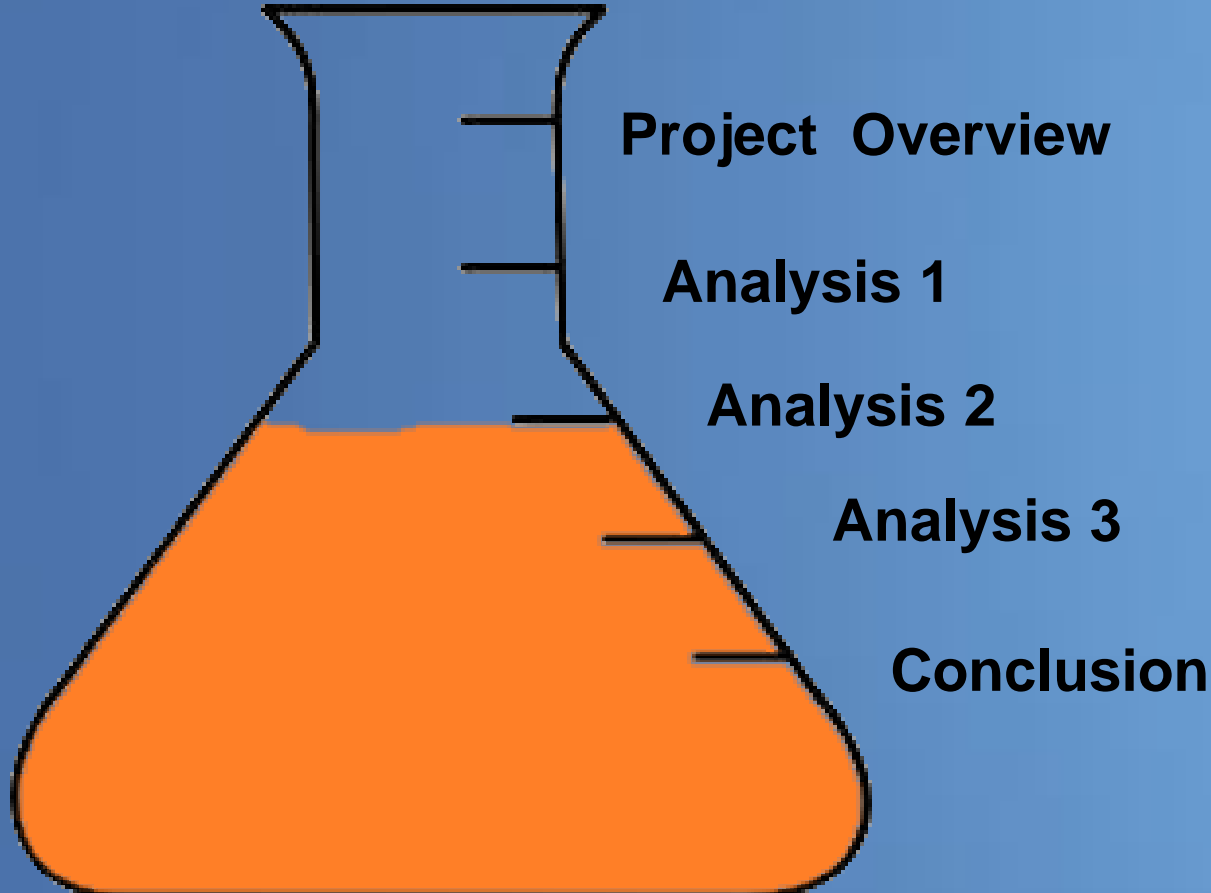 Project Overview
Analysis 1
Analysis 2
Analysis 3
Conclusion